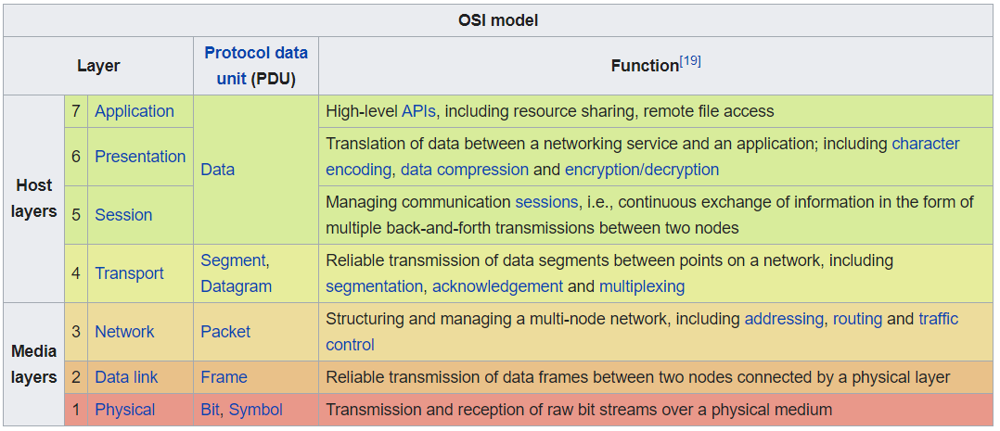 OSI model
Layer
Protocol data
unit (PDU)
Function[19]
Host
layers
7 Application
Data
High-level APIs, including resource sharing, remote file access
6 Presentation
Translation of data between a networking service and an application; including character
encoding, data compression and encryption/decryption
5 Session
Managing communication sessions, i.e., continuous exchange of information in the form of
multiple back-and-forth transmissions between two nodes
4 Transport
Segment,
Datagram
Reliable transmission of data segments between points on a network, including
segmentation, acknowledgement and multiplexing
Media
layers
3 Network
Packet
Structuring and managing a multi-node network, including addressing, routing and traffic
control
2 Data link
Frame
Reliable transmission of data frames between two nodes connected by a physical layer
1 Physical
Bit, Symbol
Transmission and reception of raw bit streams over a physical medium